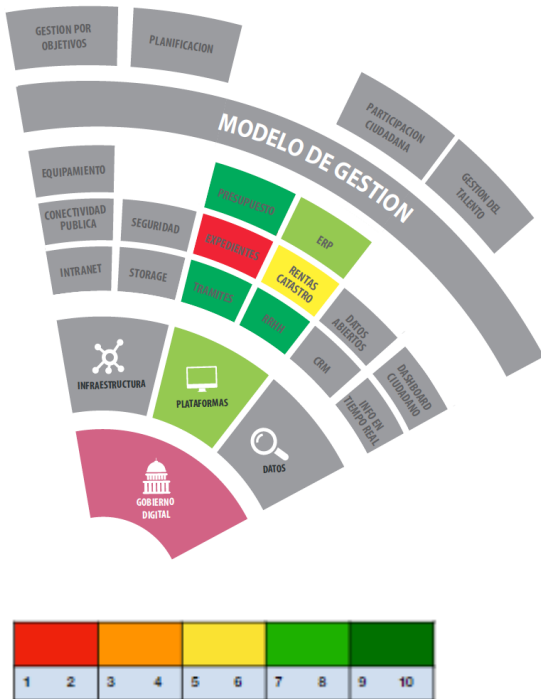 GESTION POR
OBJETIVOS
PLANIFICACION
PARTICIPACION
CIUDADANA
GESTION DEL
TALENTO
MODELO DE GESTION
EQUIPAMIENTO
CONECTIVIDAD
PUBLICA
SEGURIDAD
INTRANET
STORAGE
PRESUPUESTO
ERP
EXPEDIENTES
RENTAS
CATASTRO
TRAMITES
RRHH
DATOS
ABIERTOS
CRM
DASHBOARD
CIUDADANO
INFO EN
TIEMPO REAL
INFRAESTRUCTURA
PLATAFORMAS
DATOS
GOBIERNO
DIGITAL
1 2 3 4 5 6 7 8 9 10